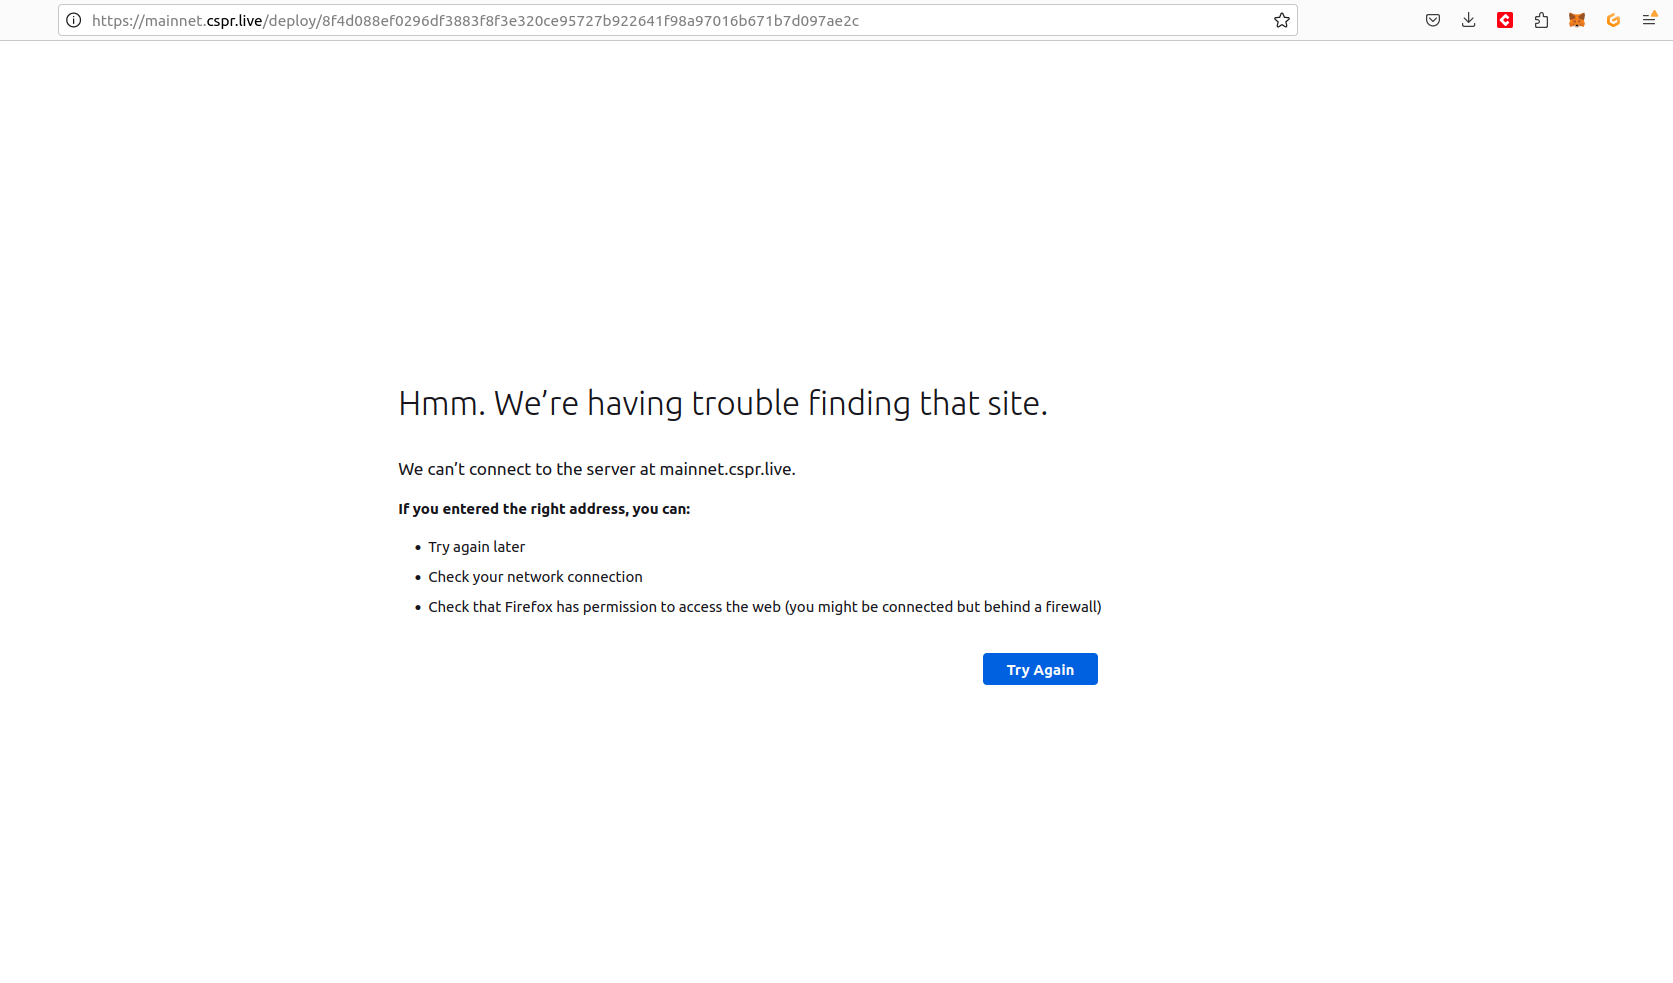 https://mainnet.cspr.live/deploy/8f4d088ef0296df3883f8f3e320ce95727b922641f98a97016b671b7d097ae2c
Hmm. We’re having trouble finding that site.
We can’t connect to the server at mainnet.cspr.live.
If you entered the right address, you can:
• Try again later
• Check your network connection
• Check that Firefox has permission to access the web (you might be connected but behind a firewall)
Try Again